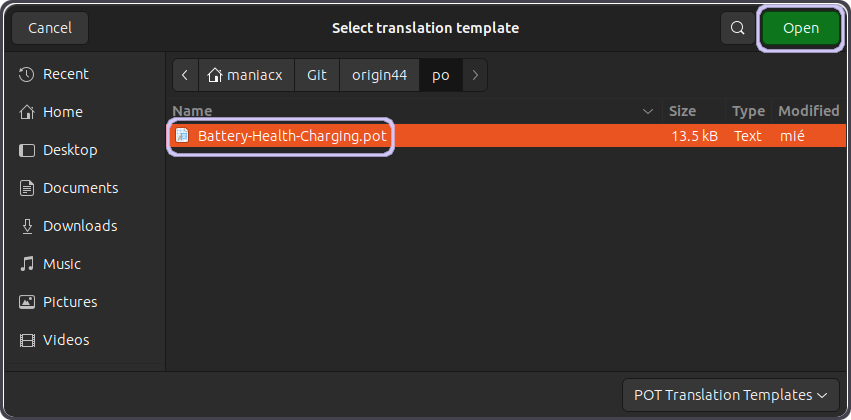 Cancel Select translation template Open
Recent
Home
Desktop
Documents
Downloads
Music
Pictures
Videos
maniacx Git origin44 po
Name Size Type Modified
Battery-Health-Charging.pot 13.5 kB Text mié
POT Translation Templates